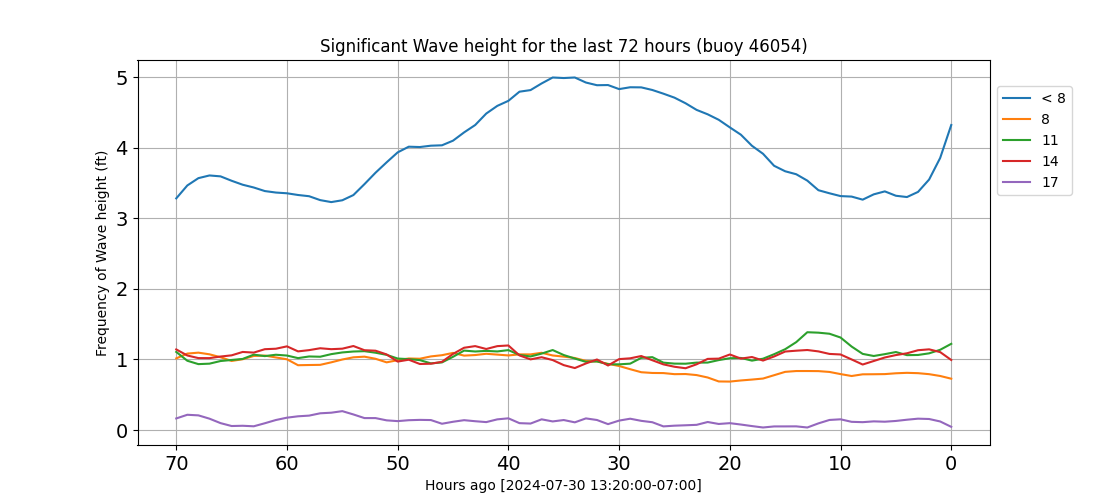 Significant Wave height for the last 72 hours (buoy 46054)
Frequency of Wave height (ft)
5
4
3
2
1
0
70 60 50 40 30 20 10 0
Hours ago [2024-07-30 13:20:00-07:00]
< 8
8
11
14
17